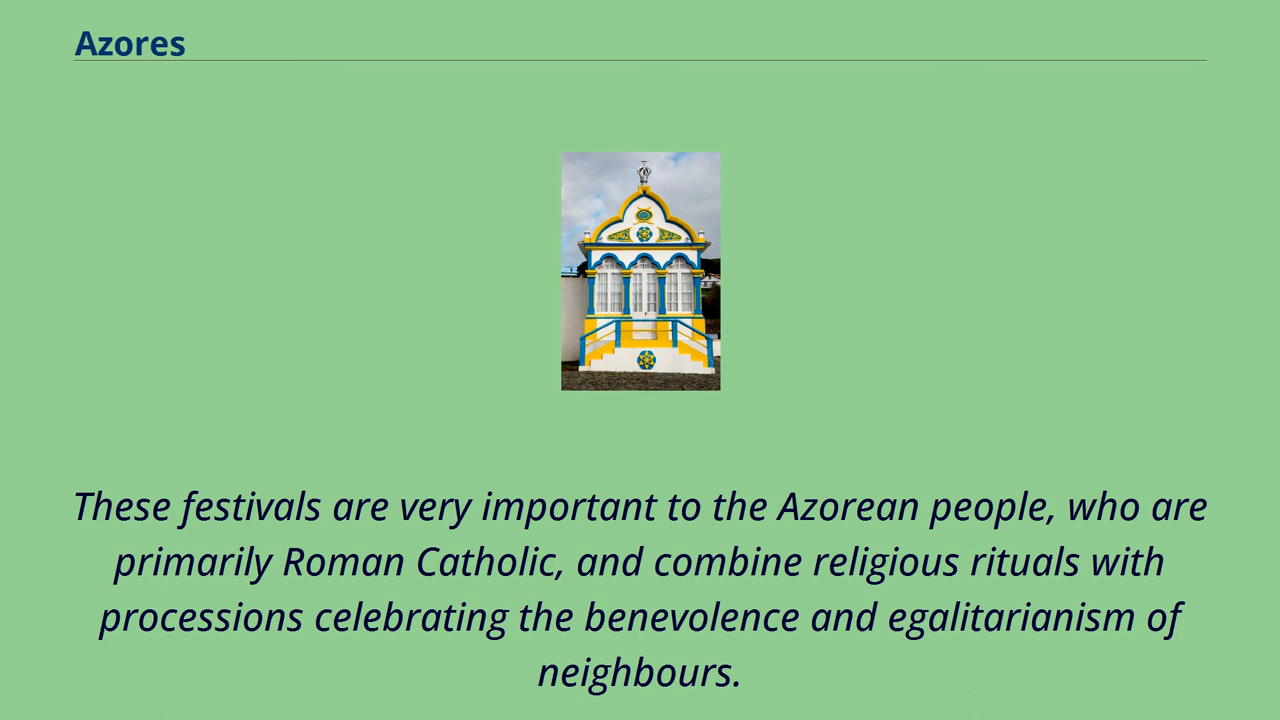 Azores
These festivals are very important to the Azorean people, who are
primarily Roman Catholic, and combine religious rituals with
processions celebrating the benevolence and egalitarianism of
neighbours.